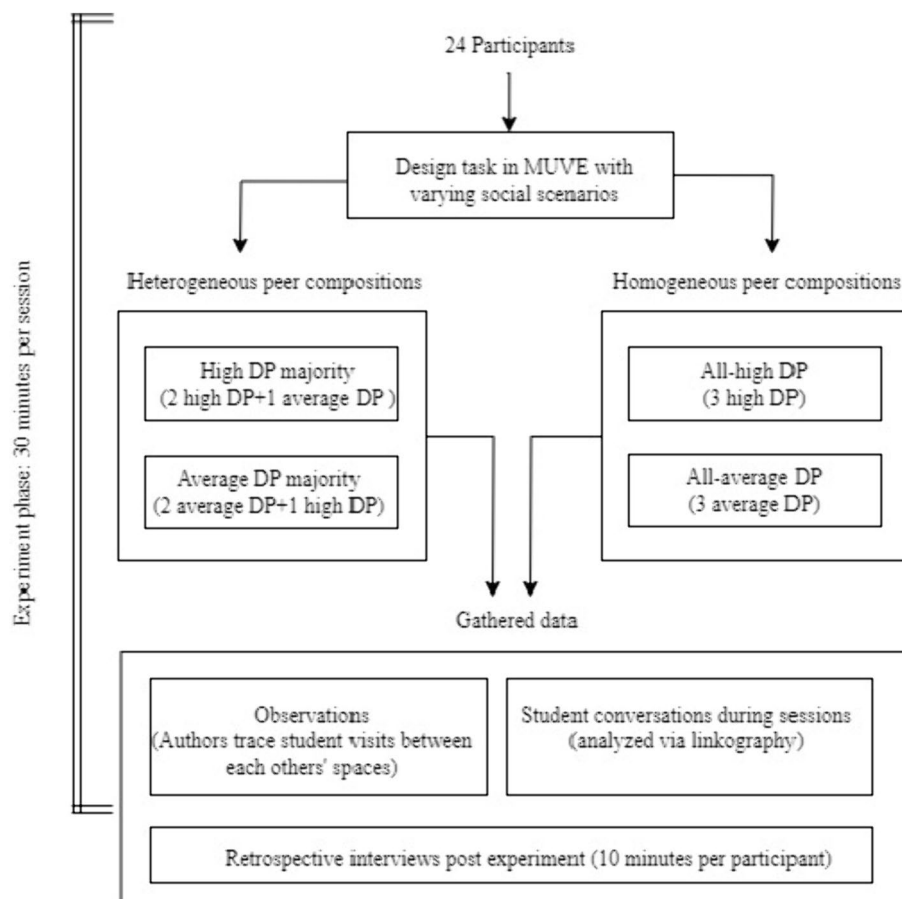 24 Participants
Design task in MUVE with
varying social scenarios
Heterogeneous peer compositions
Homogeneous peer compositions
High DP majority
(2 high DP+1 average DP )
Average DP majority
(2 average DP+1 high DP)
All-high DP
(3 high DP)
All-average DP
(3 average DP)
Experiment phase: 30 minutes per session
Gathered data
Observations
(Authors trace student visits between
each others' spaces)
Student conversations during sessions
(analyzed via linkography)
Retrospective interviews post experiment (10 minutes per participant)